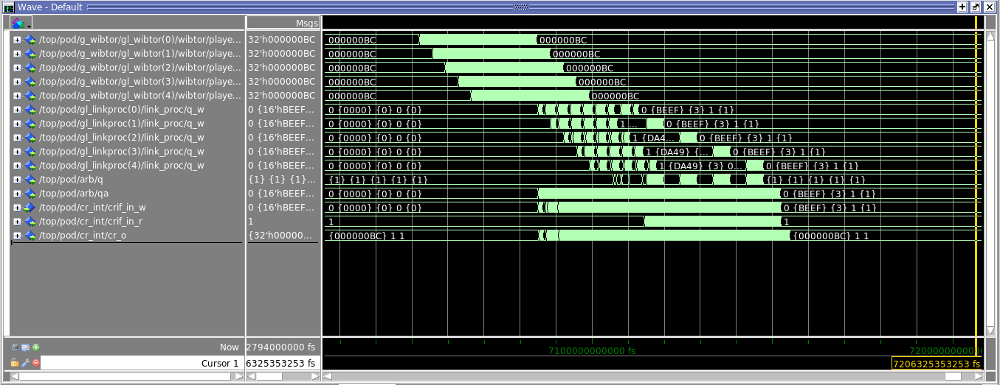 Wave - Default
Msgs
/top/pod/g_wibtor/gl_wibtor(0)/wibtor/playe... 32'h000000BC 000000BC 000000BC
/top/pod/g_wibtor/gl_wibtor(1)/wibtor/playe... 32'h000000BC 000000BC 000000BC
/top/pod/g_wibtor/gl_wibtor(2)/wibtor/playe... 32'h000000BC 000000BC 000000BC
/top/pod/g_wibtor/gl_wibtor(3)/wibtor/playe... 32'h000000BC 000000BC 000000BC
/top/pod/g_wibtor/gl_wibtor(4)/wibtor/playe... 32'h000000BC 000000BC 000000BC
/top/pod/gl_linkproc(0)/link_proc/q_w 0 {16'hBEEF... 0 {0000} {0} 0 {0} 0 {BEEF} {3} 1 {1}
/top/pod/gl_linkproc(1)/link_proc/q_w 0 {16'hBEEF... 0 {0000} {0} 0 {0} 1 ... 0 {BEEF} {3} 1 {1}
/top/pod/gl_linkproc(2)/link_proc/q_w 0 {16'hBEEF... 0 {0000} {0} 0 {0} 1 {DA4... 0 {BEEF} {3} 1 {1}
/top/pod/gl_linkproc(3)/link_proc/q_w 0 {16'hBEEF... 0 {0000} {0} 0 {0} 1 {DA49} {... 0 {BEEF} {3} 1 {1}
/top/pod/gl_linkproc(4)/link_proc/q_w 0 {16'hBEEF... 0 {0000} {0} 0 {0} 1 {DA49} {3} 0... 0 {BEEF} {3} 1 {1}
/top/pod/arb/q {1} {1} {1}... {1} {1} {1} {1} {1} {1} {1} {1} {1} {1}
/top/pod/arb/qa 0 {16'hBEEF... 0 {0000} {0} 0 {0} 0 {BEEF} {3} 1 {1}
/top/pod/cr_int/crif_in_w 0 {16'hBEEF... 0 {0000} {0} 0 {0} 0 {BEEF} {3} 1 {1}
/top/pod/cr_int/crif_in_r 1 1 1
/top/pod/cr_int/cr_o {32'h00000... {000000BC} 1 1 {000000BC} 1 1
Now 2794000000 fs 7100000000000 fs 7200000000000
Cursor 1 6325353253 fs 7206325353253 fs